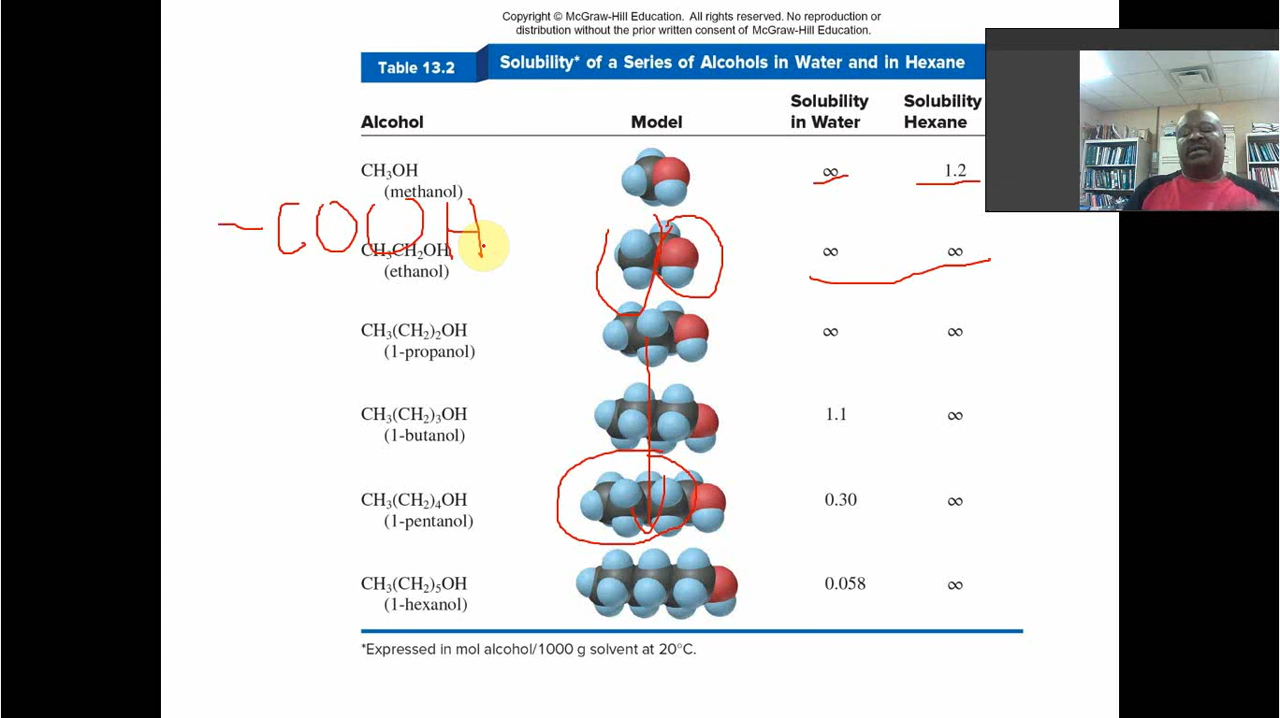 Copyright © McGraw-Hill Education. All rights reserved. No reproduction or
distribution without the prior written consent of McGraw-Hill Education.
Table 13.2 Solubility* of a Series of Alcohols in Water and in Hexane
Alcohol Model Solubility in Water Solubility Hexane
CH₃OH ∞ 1.2
(methanol)
-COOH
CH₃CH₂OH ∞ ∞
(ethanol)
CH₃(CH₂)₂OH ∞ ∞
(1-propanol)
CH₃(CH₂)₃OH 1.1 ∞
(1-butanol)
CH₃(CH₂)₄OH 0.30 ∞
(1-pentanol)
CH₃(CH₂)₅OH 0.058 ∞
(1-hexanol)
*Expressed in mol alcohol/1000 g solvent at 20°C.